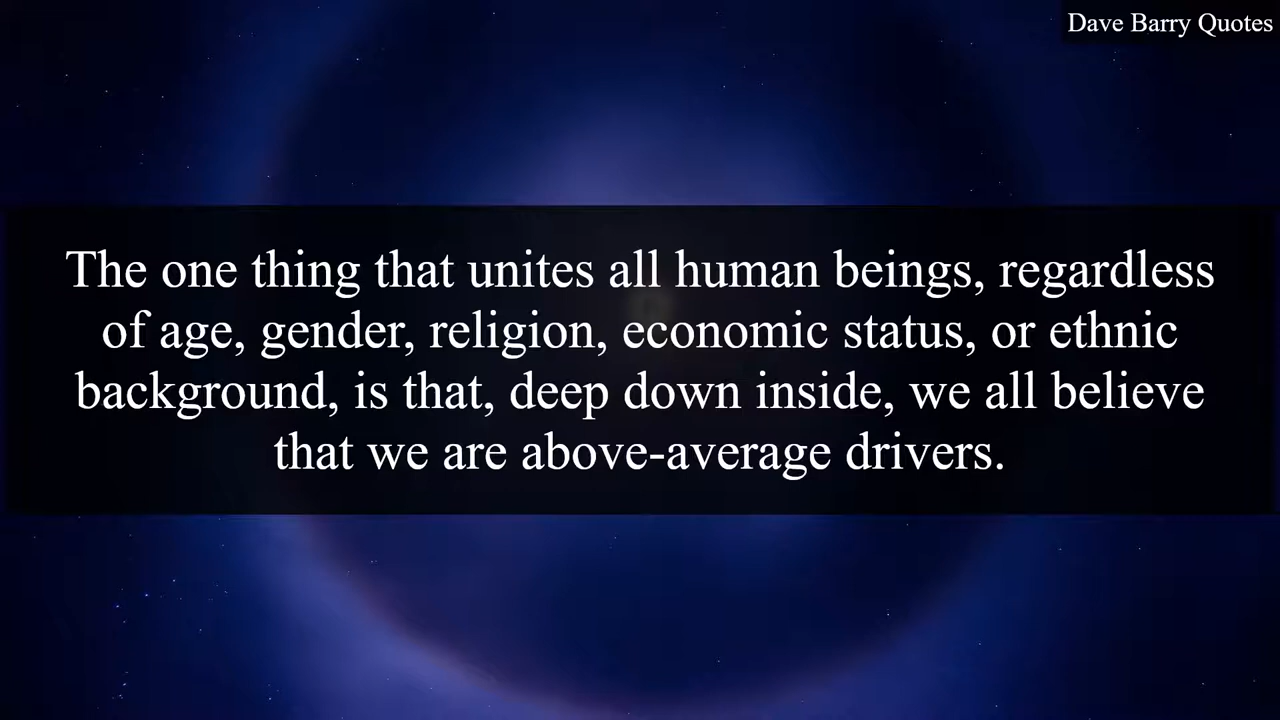 Dave Barry Quotes
The one thing that unites all human beings, regardless
of age, gender, religion, economic status, or ethnic
background, is that, deep down inside, we all believe
that we are above-average drivers.